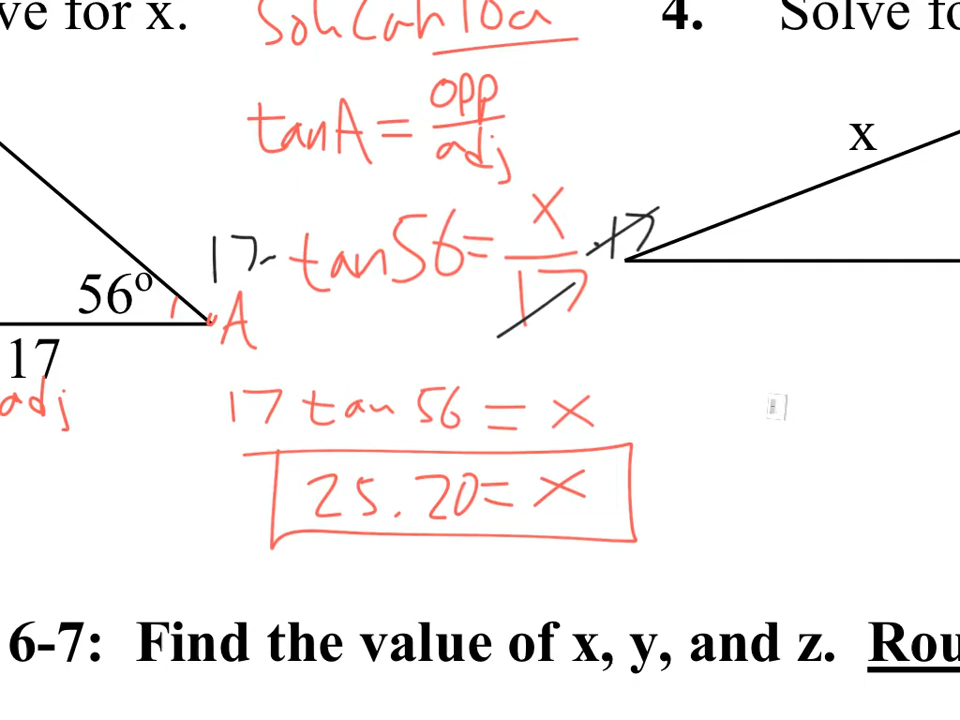 ve for x.
SohCahToa
4. Solve fo
tanA = opp
adj
x
17 · tan56 = x · 17
17
56°
A
17
adj
17 tan 56 = x
25.20 = x
6-7: Find the value of x, y, and z. Rou